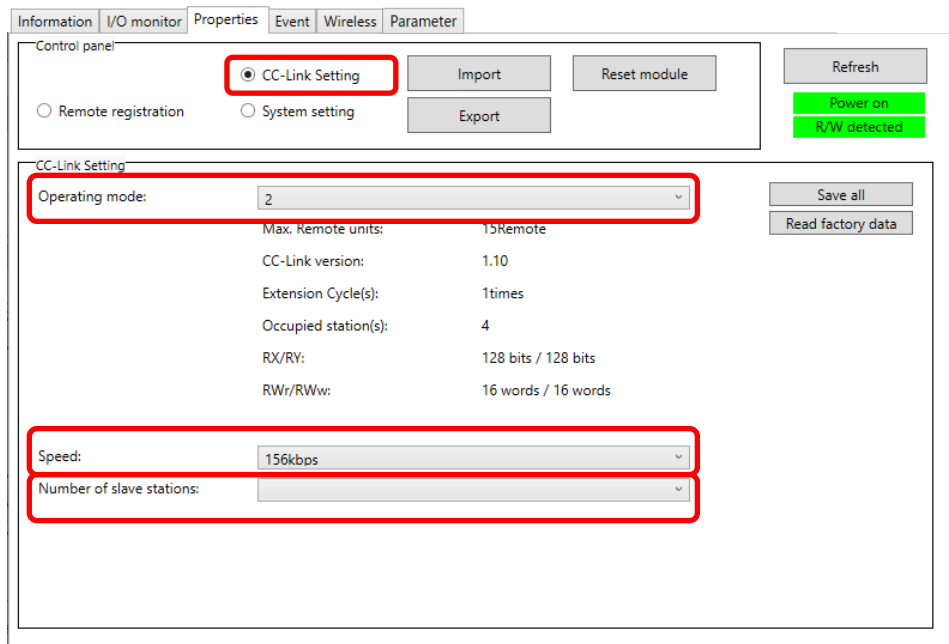 Information I/O monitor Properties Event Wireless Parameter
Control panel
CC-Link Setting Import Reset module Refresh
Remote registration System setting Export Power on
R/W detected
CC-Link Setting
Operating mode: 2 Save all
Read factory data
Max. Remote units: 15Remote
CC-Link version: 1.10
Extension Cycle(s): 1times
Occupied station(s): 4
RX/RY: 128 bits / 128 bits
RWr/RWw: 16 words / 16 words
Speed: 156kbps
Number of slave stations: